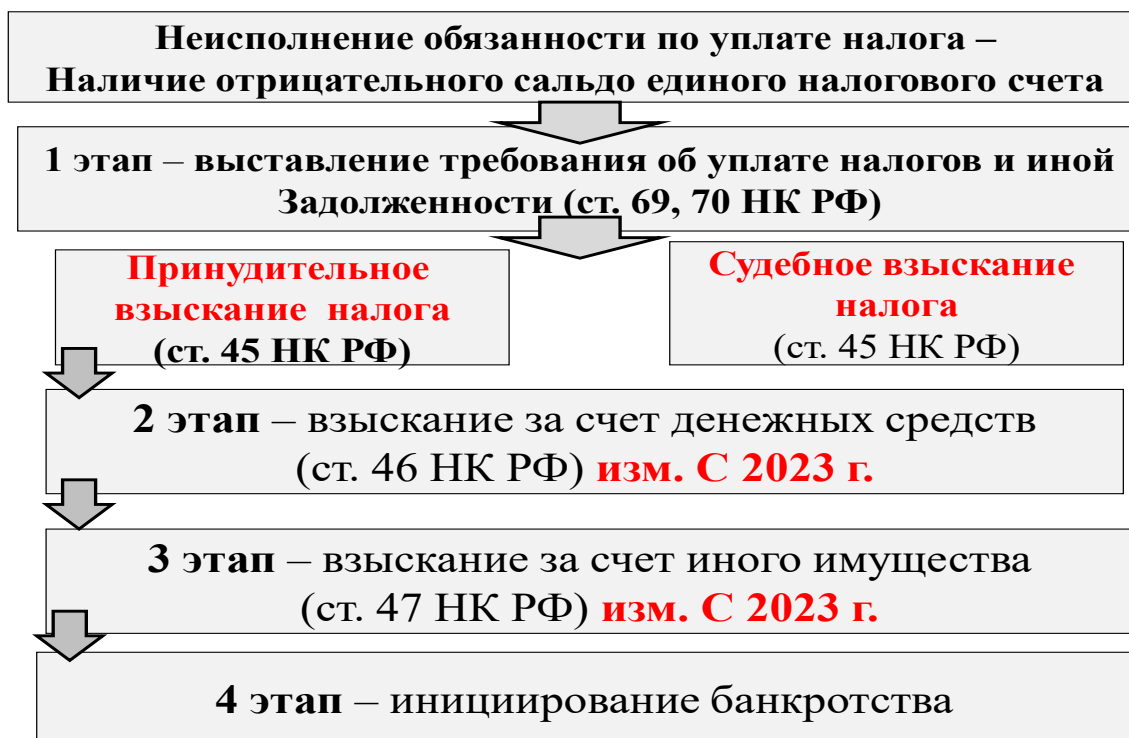 Неисполнение обязанности по уплате налога –
Наличие отрицательного сальдо единого налогового счета
1 этап – выставление требования об уплате налогов и иной
Задолженности (ст. 69, 70 НК РФ)
Принудительное
взыскание налога
(ст. 45 НК РФ)
Судебное взыскание
налога
(ст. 45 НК РФ)
2 этап – взыскание за счет денежных средств
(ст. 46 НК РФ) изм. С 2023 г.
3 этап – взыскание за счет иного имущества
(ст. 47 НК РФ) изм. С 2023 г.
4 этап – инициирование банкротства